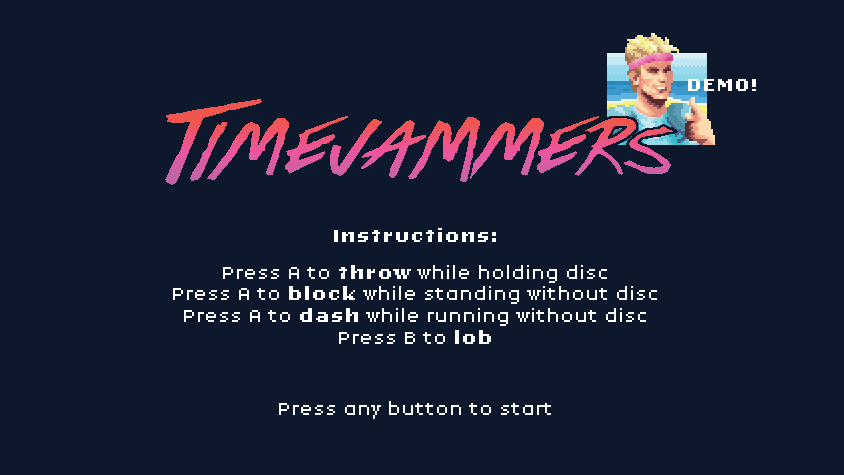 DEMO!
TIMEJAMMERS
Instructions:
Press A to throw while holding disc
Press A to block while standing without disc
Press A to dash while running without disc
Press B to lob
Press any button to start